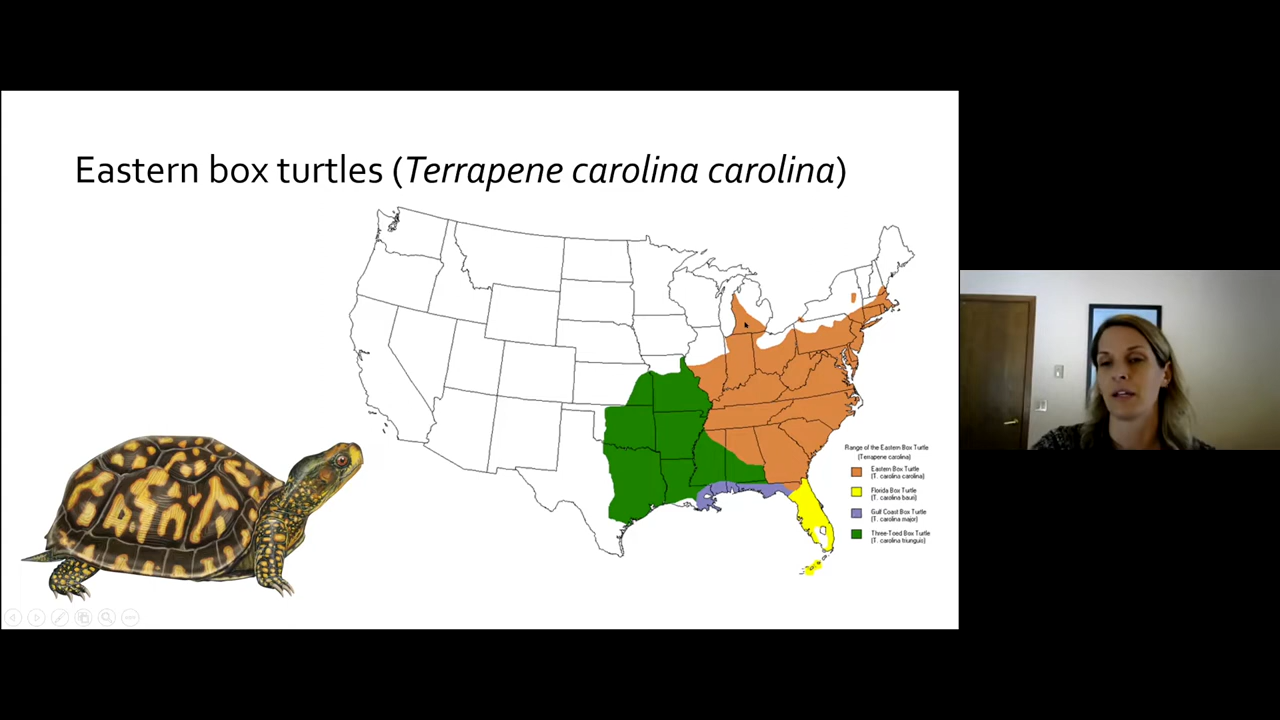 Eastern box turtles (Terrapene carolina carolina)
Range of the Eastern Box Turtle
(Terrapene carolina)
Eastern Box Turtle
(T. carolina carolina)
Florida Box Turtle
(T. carolina bauri)
Gulf Coast Box Turtle
(T. carolina major)
Three-Toed Box Turtle
(T. carolina triunguis)